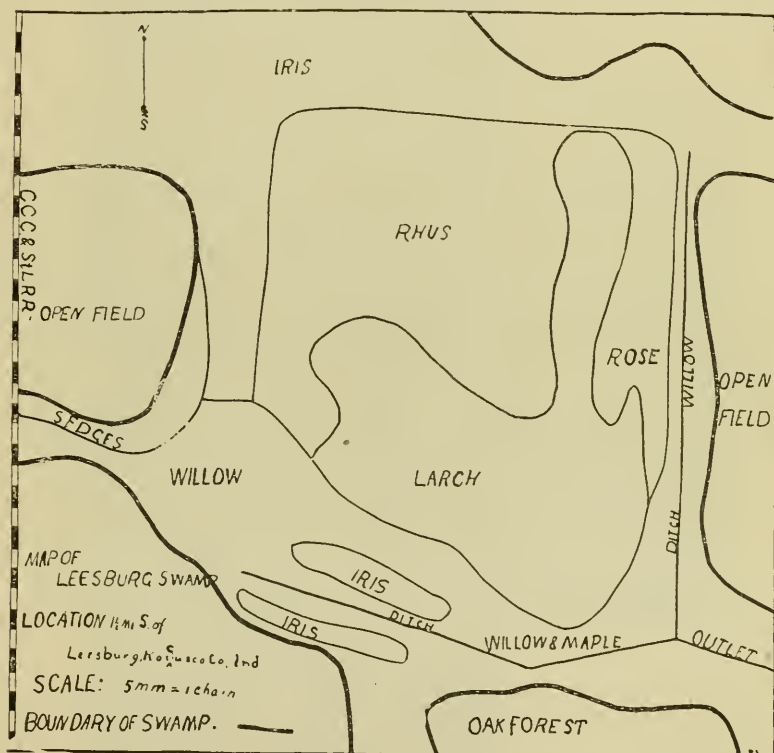 N
S
IRIS
RHUS
C.C.C. & St.L.RR.
OPEN FIELD
ROSE
WILLOW
OPEN
FIELD
SEDGES
WILLOW
LARCH
DITCH
IRIS
IRIS
DITCH
WILLOW & MAPLE
OUTLET
MAP OF
LEESBURG SWAMP
LOCATION 1½ mi S. of
Leesburg, Kosciusco Co. Ind
SCALE: 5mm = 1 chain
BOUNDARY OF SWAMP.
OAK FOREST